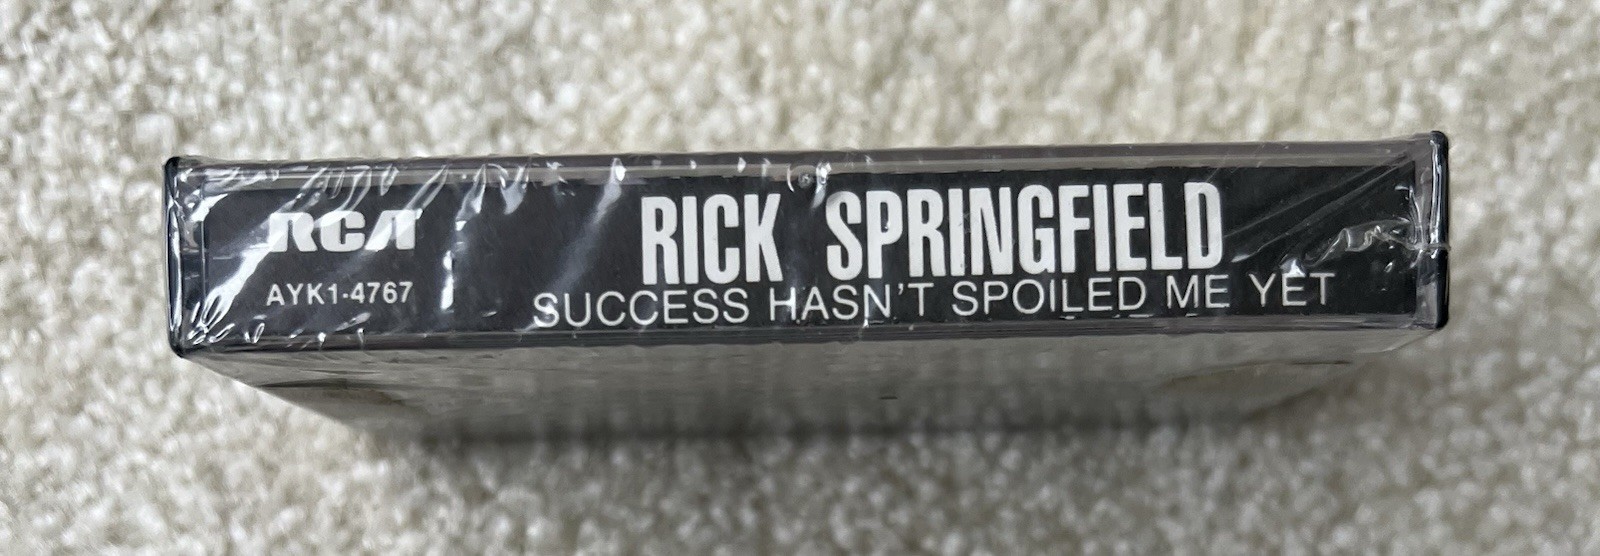 RCA
AYK1-4767
RICK SPRINGFIELD
SUCCESS HASN'T SPOILED ME YET